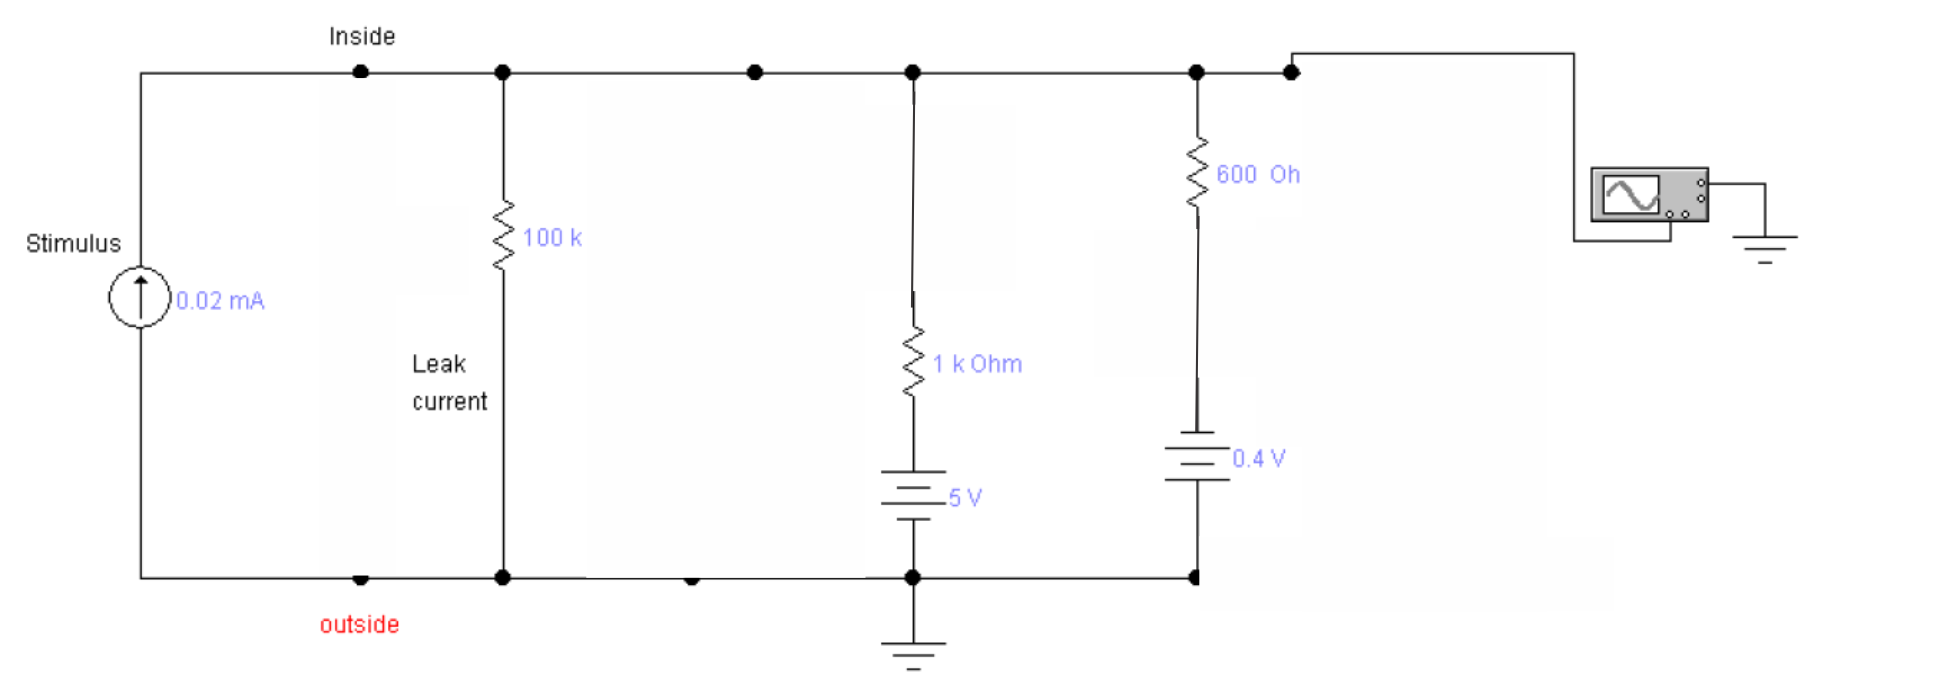 Inside
600 Oh
100 k
Stimulus
0.02 mA
Leak
current
1 k Ohm
0.4 V
5 V
outside